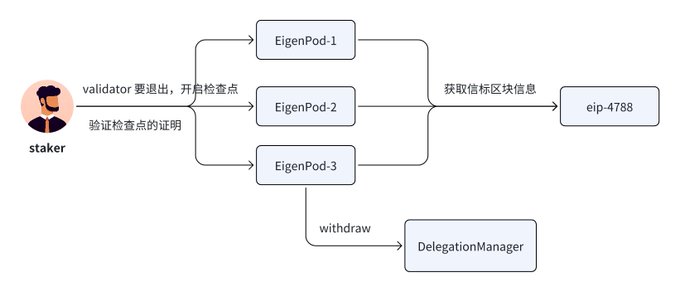 EigenPod-1
validator 要退出，开启检查点
获取信标区块信息
EigenPod-2
eip-4788
验证检查点的证明
staker
EigenPod-3
withdraw
DelegationManager